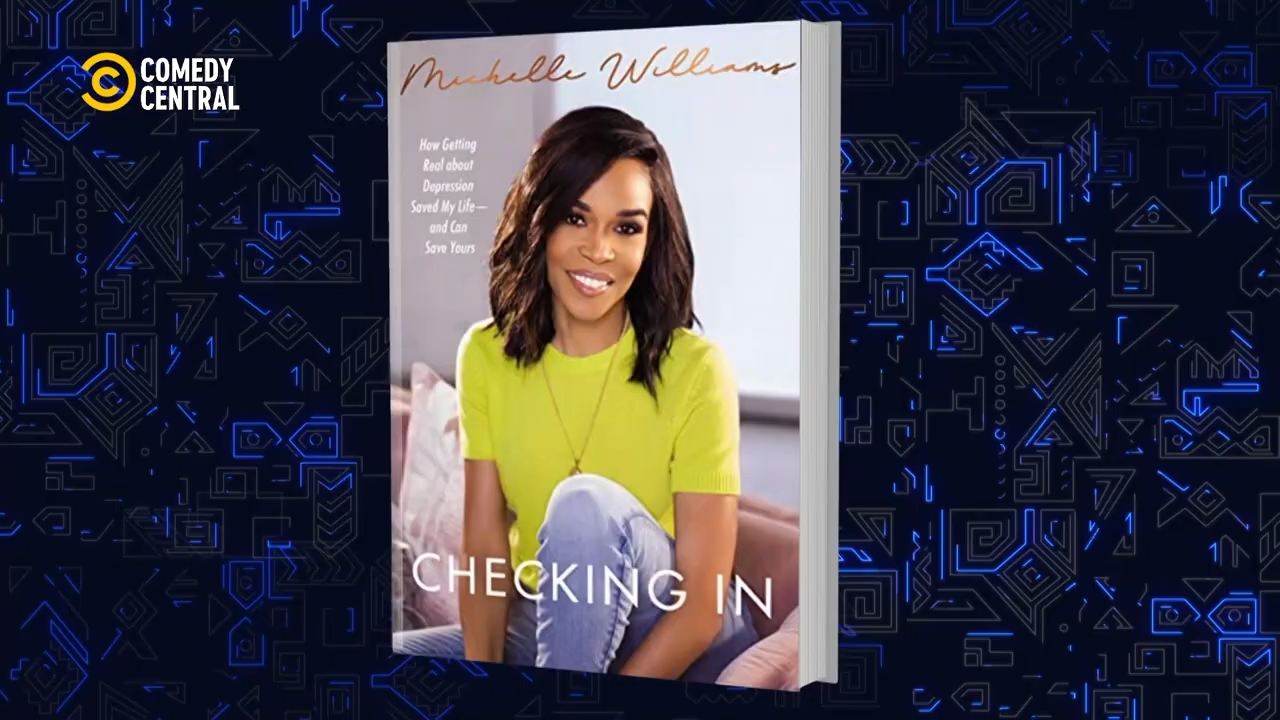 COMEDY
CENTRAL
Michelle Williams
How Getting
Real about
Depression
Saved My Life—
and Can
Save Yours
CHECKING IN